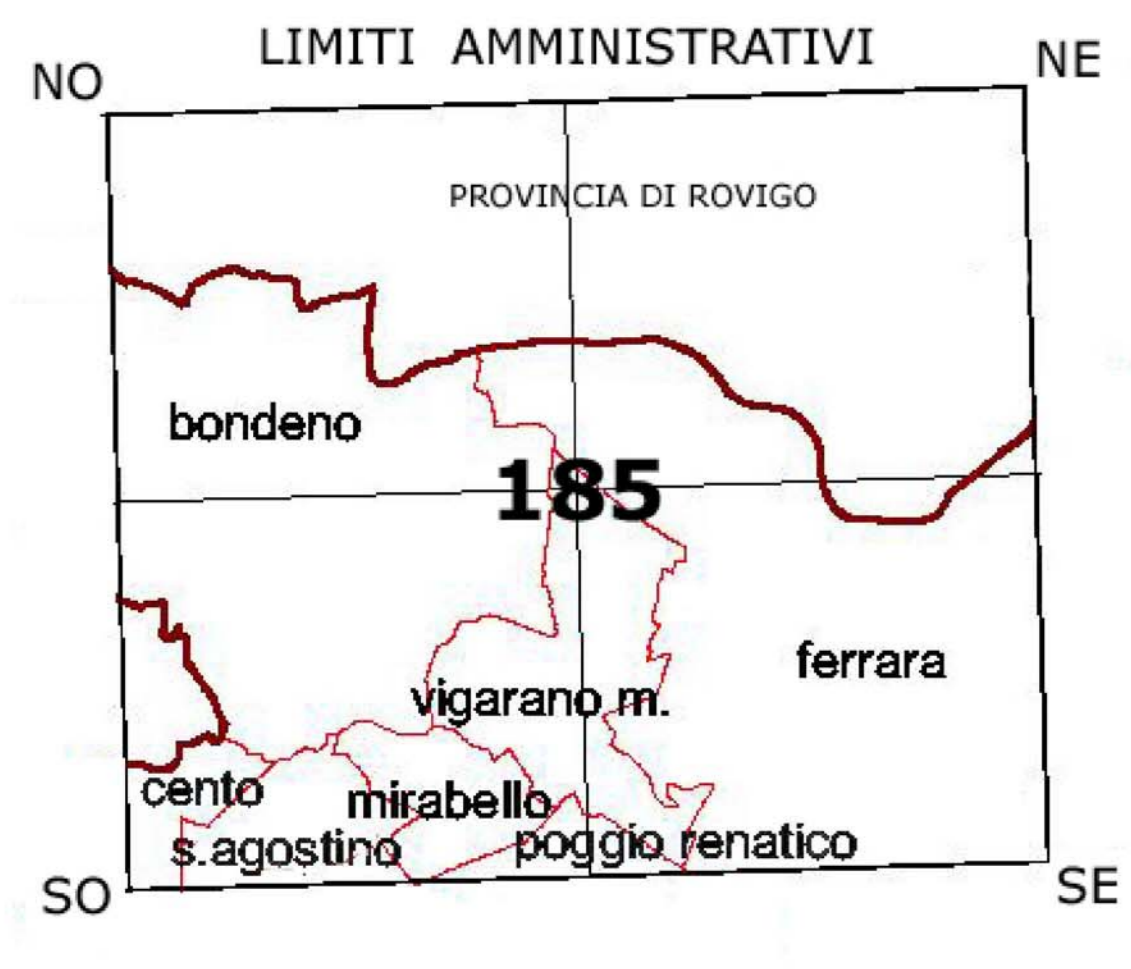 LIMITI AMMINISTRATIVI
NO
NE
PROVINCIA DI ROVIGO
bondeno
185
ferrara
vigarano m.
cento
mirabello
s.agostino
poggio renatico
SO
SE